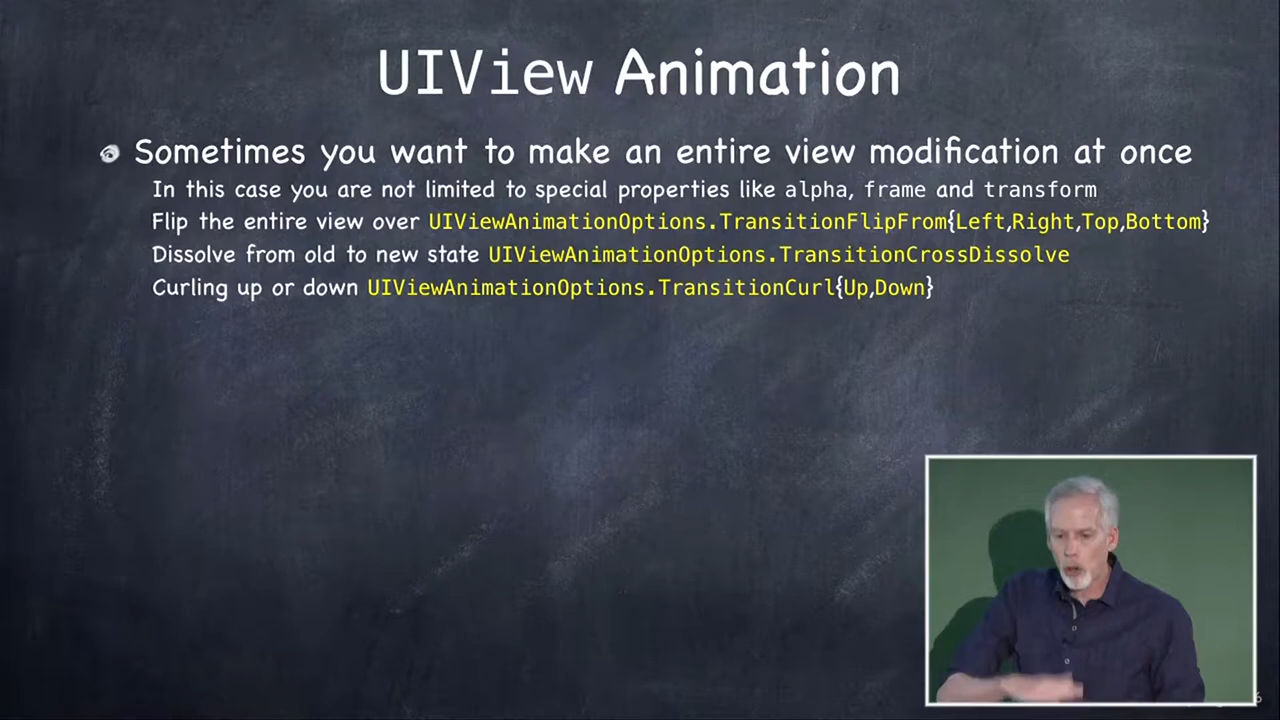 UIView Animation
Sometimes you want to make an entire view modification at once
In this case you are not limited to special properties like alpha, frame and transform
Flip the entire view over UIViewAnimationOptions.TransitionFlipFrom{Left,Right,Top,Bottom}
Dissolve from old to new state UIViewAnimationOptions.TransitionCrossDissolve
Curling up or down UIViewAnimationOptions.TransitionCurl{Up,Down}